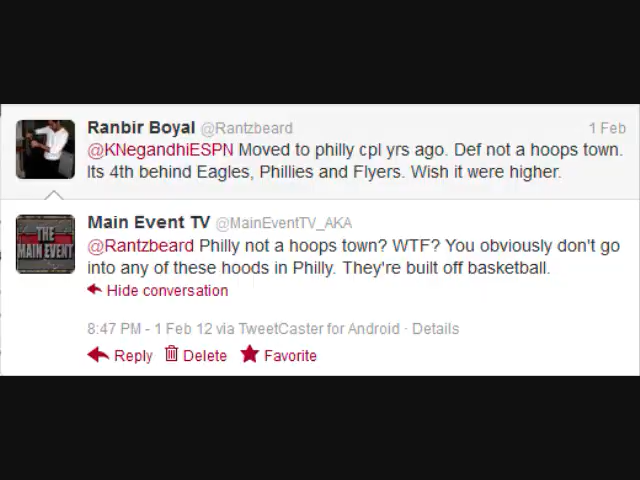 Ranbir Boyal @Rantzbeard 1 Feb
@KNegandhiESPN Moved to philly cpl yrs ago. Def not a hoops town.
Its 4th behind Eagles, Phillies and Flyers. Wish it were higher.
THE
MAIN EVENT
Main Event TV @MainEventTV_AKA
@Rantzbeard Philly not a hoops town? WTF? You obviously don't go
into any of these hoods in Philly. They're built off basketball.
Hide conversation
8:47 PM - 1 Feb 12 via TweetCaster for Android · Details
Reply Delete Favorite